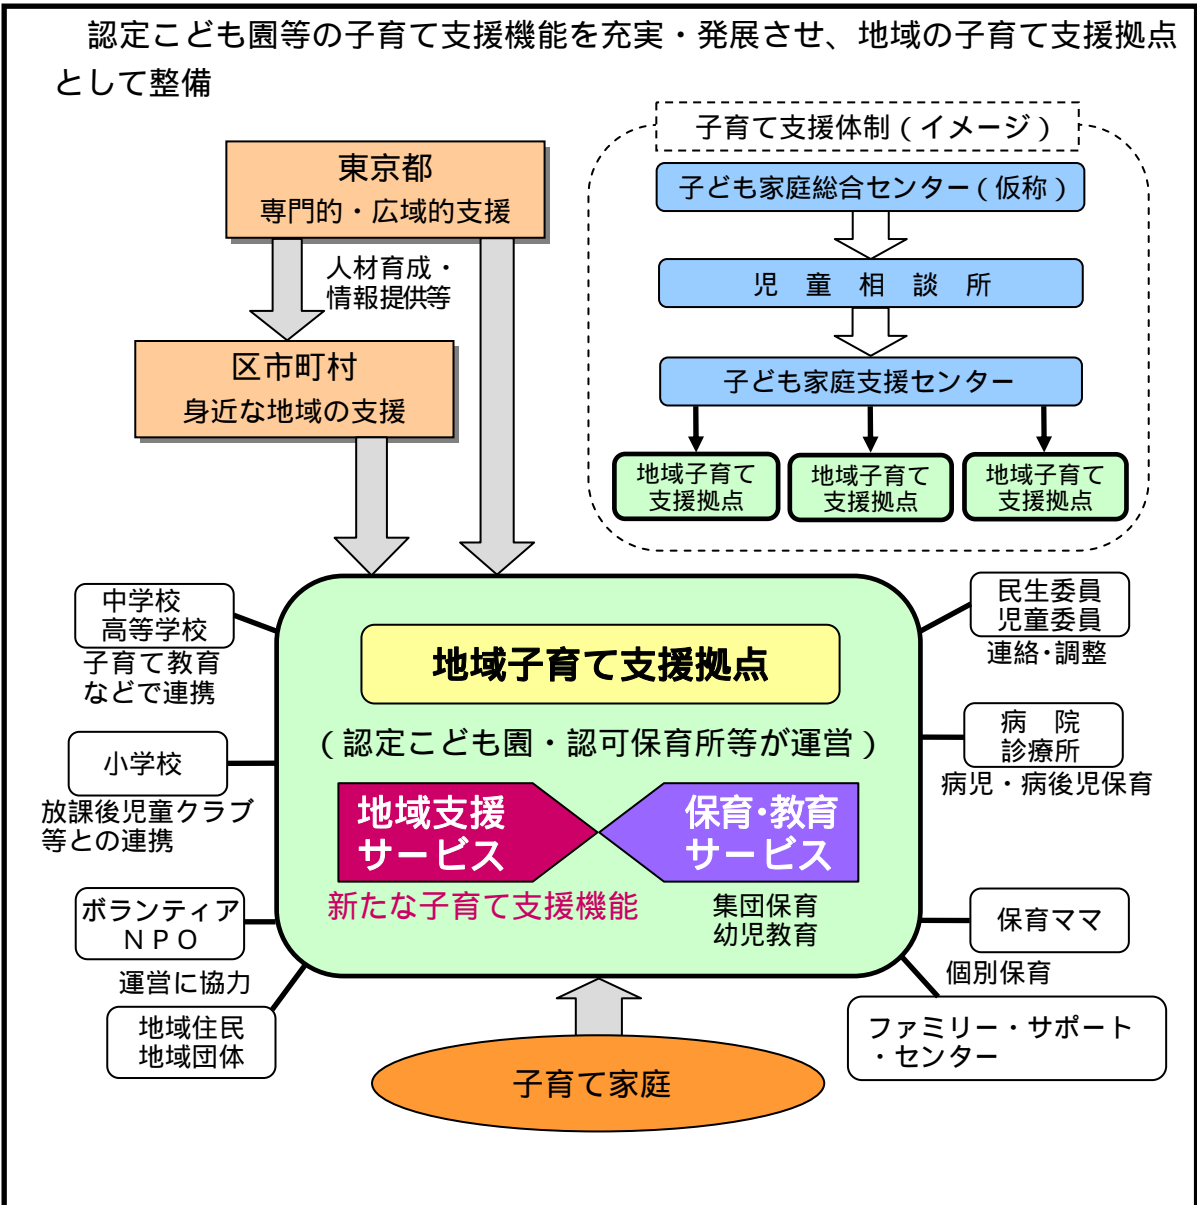 認定こども園等の子育て支援機能を充実・発展させ、地域の子育て支援拠点
として整備
東京都
専門的・広域的支援
人材育成・
情報提供等
区市町村
身近な地域の支援
子育て支援体制(イメージ)
子ども家庭総合センター(仮称)
児 童 相 談 所
子ども家庭支援センター
地域子育て
支援拠点
地域子育て
支援拠点
地域子育て
支援拠点
中学校
高等学校
子育て教育
などで連携
小学校
放課後児童クラブ
等との連携
ボランティア
NPO
運営に協力
地域住民
地域団体
地域子育て支援拠点
(認定こども園・認可保育所等が運営)
地域支援
サービス
新たな子育て支援機能
保育・教育
サービス
集団保育
幼児教育
民生委員
児童委員
連絡・調整
病 院
診療所
病児・病後児保育
保育ママ
個別保育
ファミリー・サポート
・センター
子育て家庭